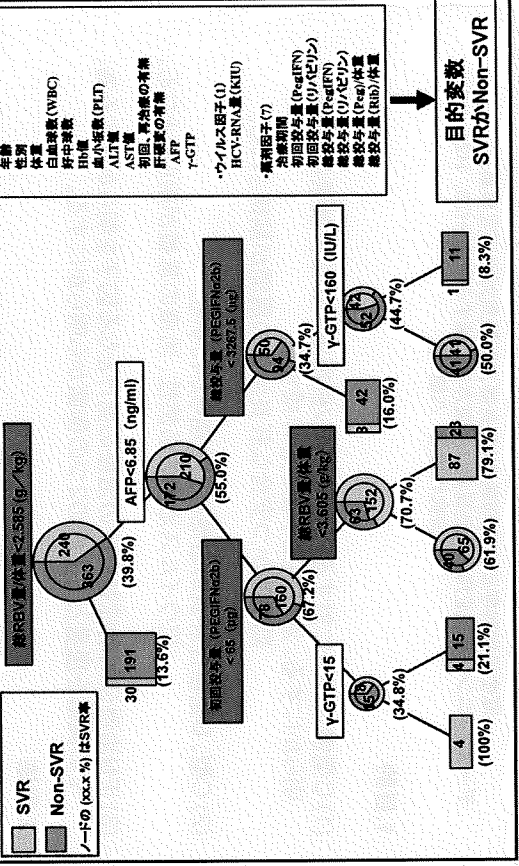 SVR
Non-SVR
ノードの (xx.x %) はSVR率
総RBV量/体重<2.585 (g/kg)
240
363
(39.8%)
30
191
(13.6%)
AFP<6.85 (ng/ml)
172
210
(55.0%)
初回投与量 (PEGIFNα2b)
< 65 (μg)
78
160
(67.2%)
総投与量 (PEGIFNα2b)
< 3267.5 (μg)
50
94
(34.7%)
γ-GTP<15
15
8
(34.8%)
総RBV量/体重
<3.605 (g/kg)
63
152
(70.7%)
8
42
(16.0%)
γ-GTP<160 (IU/L)
52
42
(44.7%)
4
(100%)
4
15
(21.1%)
40
65
(61.9%)
87
23
(79.1%)
41
41
(50.0%)
1
11
(8.3%)
年齢
性別
体重
白血球数(WBC)
好中球数
Hb値
血小板数(PLT)
ALT値
AST値
初回、再治療の有無
肝硬変の有無
AFP
γ-GTP
・ウイルス因子(1)
HCV-RNA量(KIU)
・薬剤因子(7)
治療期間
初回投与量(PegIFN)
初回投与量(リバビリン)
総投与量(PegIFN)
総投与量(リバビリン)
総投与量(Peg)/体重
総投与量(Rib)/体重
目的変数
SVRかNon-SVR